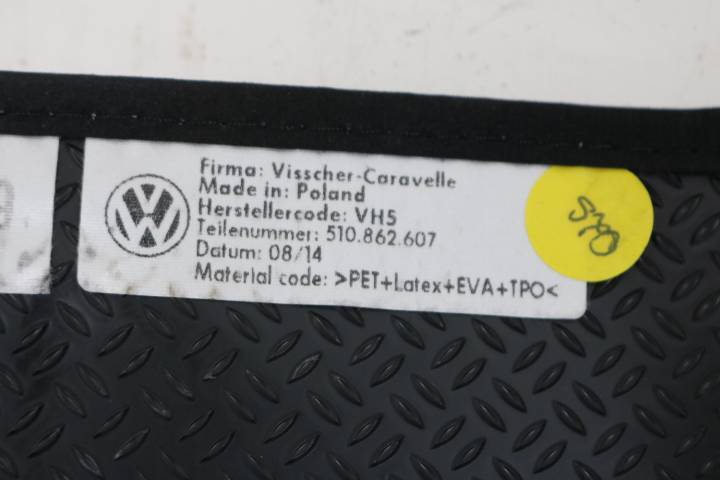 Firma: Visscher-Caravelle
Made in: Poland
Herstellercode: VH5
Teilenummer: 510.862.607
Datum: 08/14
Material code: >PET+Latex+EVA+TPO<